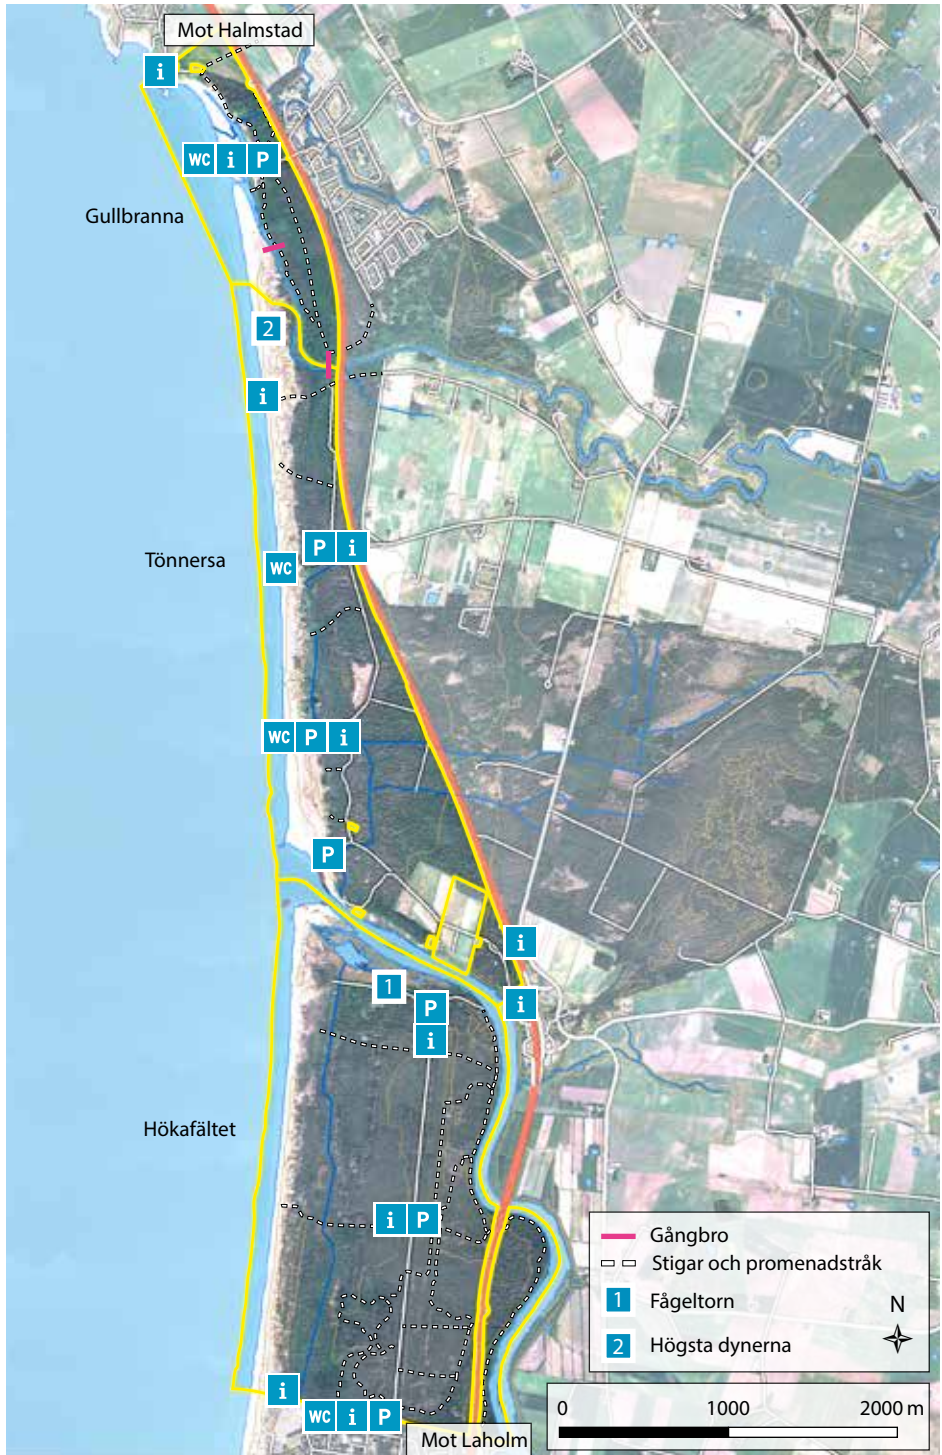 Mot Halmstad
i
WC i P
Gullbranna
2
i
P i
Tönnersa
WC
WC P i
P
i
1
i
P
i
Hökafältet
i P
Gångbro
Stigar och promenadstråk
1 Fågeltorn
N
2 Högsta dynerna
i
0 1000 2000 m
WC i P
Mot Laholm